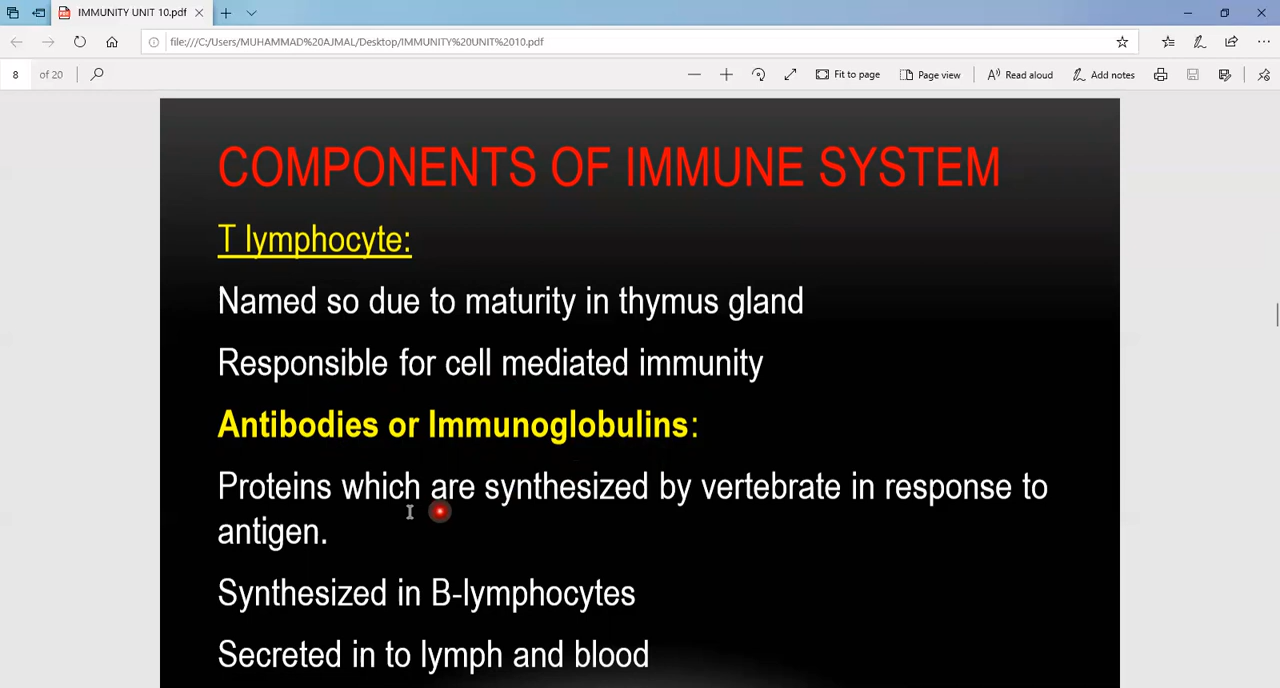 IMMUNITY UNIT 10.pdf
file:///C:/Users/MUHAMMAD%20AJMAL/Desktop/IMMUNITY%20UNIT%2010.pdf
8 of 20 Fit to page Page view Read aloud Add notes
COMPONENTS OF IMMUNE SYSTEM
T lymphocyte:
Named so due to maturity in thymus gland
Responsible for cell mediated immunity
Antibodies or Immunoglobulins:
Proteins which are synthesized by vertebrate in response to
antigen.
Synthesized in B-lymphocytes
Secreted in to lymph and blood